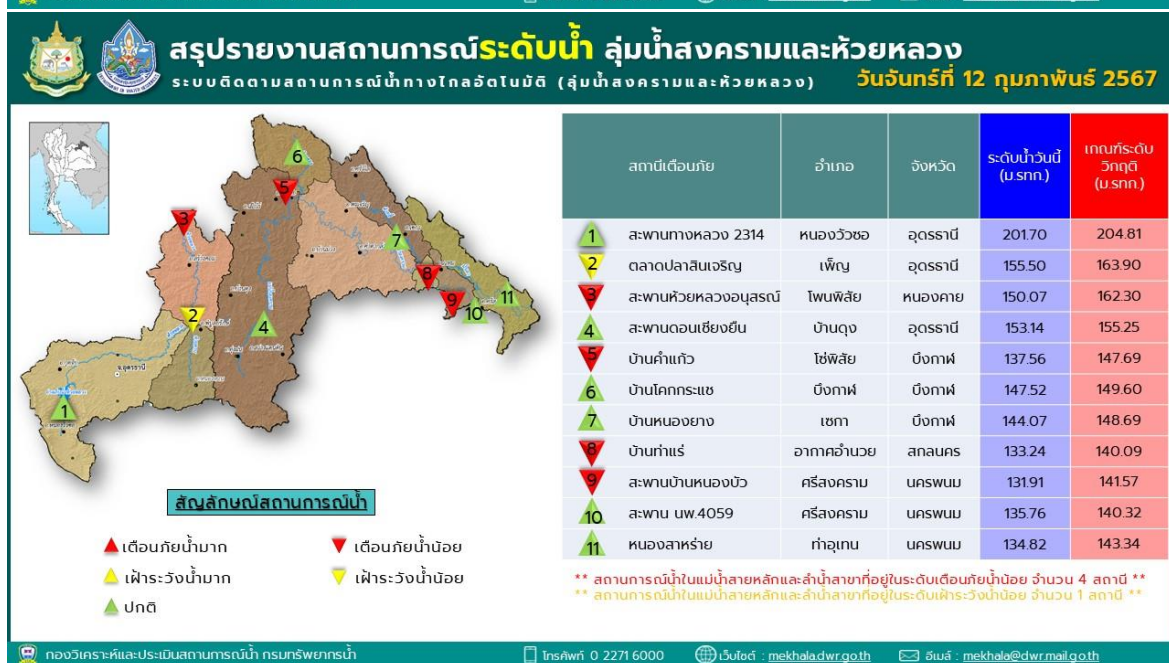 สรุปรายงานสถานการณ์ระดับน้ำ ลุ่มน้ำสงครามและห้วยหลวง
ระบบติดตามสถานการณ์น้ำทางไกลอัตโนมัติ (ลุ่มน้ำสงครามและห้วยหลวง) วันจันทร์ที่ 12 กุมภาพันธ์ 2567
สถานีเตือนภัย อำเภอ จังหวัด ระดับน้ำวันนี้ (ม.รทก.) เกณฑ์ระดับวิกฤติ (ม.รทก.)
1 สะพานทางหลวง 2314 หนองวัวซอ อุดรธานี 201.70 204.81
2 ตลาดปลาสินเจริญ เพ็ญ อุดรธานี 155.50 163.90
3 สะพานห้วยหลวงอนุสรณ์ โพนพิสัย หนองคาย 150.07 162.30
4 สะพานดอนเชียงยืน บ้านดุง อุดรธานี 153.14 155.25
5 บ้านคำแก้ว โซ่พิสัย บึงกาฬ 137.56 147.69
6 บ้านโคกกระแซ บึงกาฬ บึงกาฬ 147.52 149.60
7 บ้านหนองยาง เซกา บึงกาฬ 144.07 148.69
8 บ้านท่าแร่ อากาศอำนวย สกลนคร 133.24 140.09
9 สะพานบ้านหนองบัว ศรีสงคราม นครพนม 131.91 141.57
10 สะพาน นพ.4059 ศรีสงคราม นครพนม 135.76 140.32
11 หนองสาหร่าย ท่าอุเทน นครพนม 134.82 143.34
6
5
3
7
8
9
10
11
2
4
1
สัญลักษณ์สถานการณ์น้ำ
เตือนภัยน้ำมาก เตือนภัยน้ำน้อย
เฝ้าระวังน้ำมาก เฝ้าระวังน้ำน้อย
ปกติ
** สถานการณ์น้ำในแม่น้ำสายหลักและลำน้ำสาขาที่อยู่ในระดับเตือนภัยน้ำน้อย จำนวน 4 สถานี **
** สถานการณ์น้ำในแม่น้ำสายหลักและลำน้ำสาขาที่อยู่ในระดับเฝ้าระวังน้ำน้อย จำนวน 1 สถานี **
กองวิเคราะห์และประเมินสถานการณ์น้ำ กรมทรัพยากรน้ำ โทรศัพท์ 0 2271 6000 เว็บไซต์ : mekhala.dwr.go.th อีเมล์ : mekhala@dwr.mail.go.th